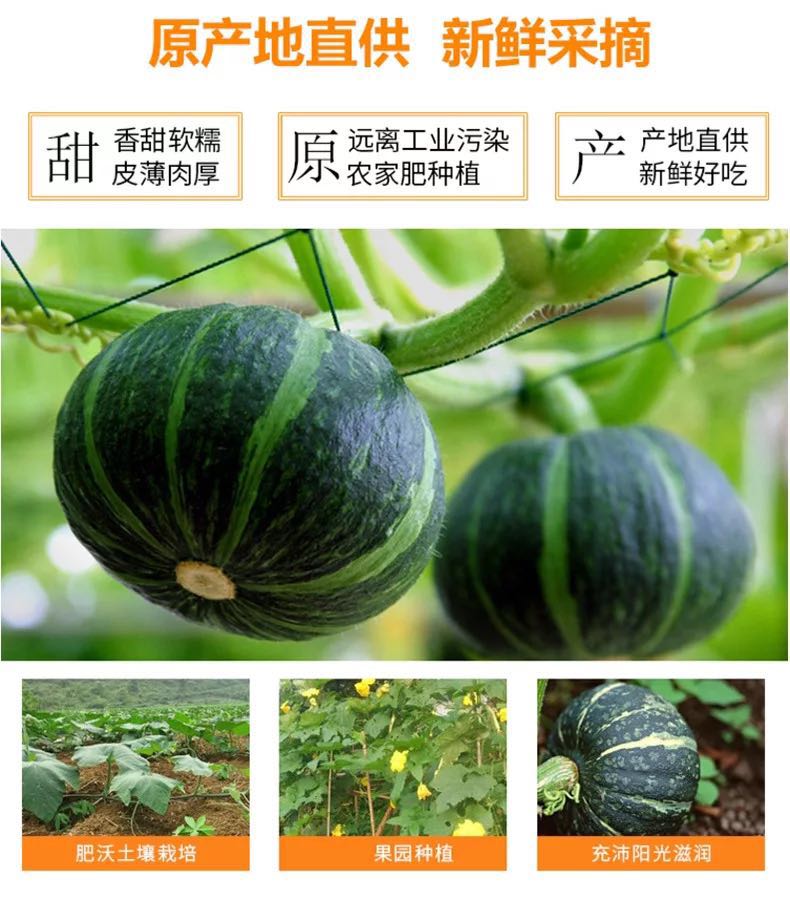 原产地直供 新鲜采摘
甜
香甜软糯
皮薄肉厚
原
远离工业污染
农家肥种植
产
产地直供
新鲜好吃
肥沃土壤栽培
果园种植
充沛阳光滋润